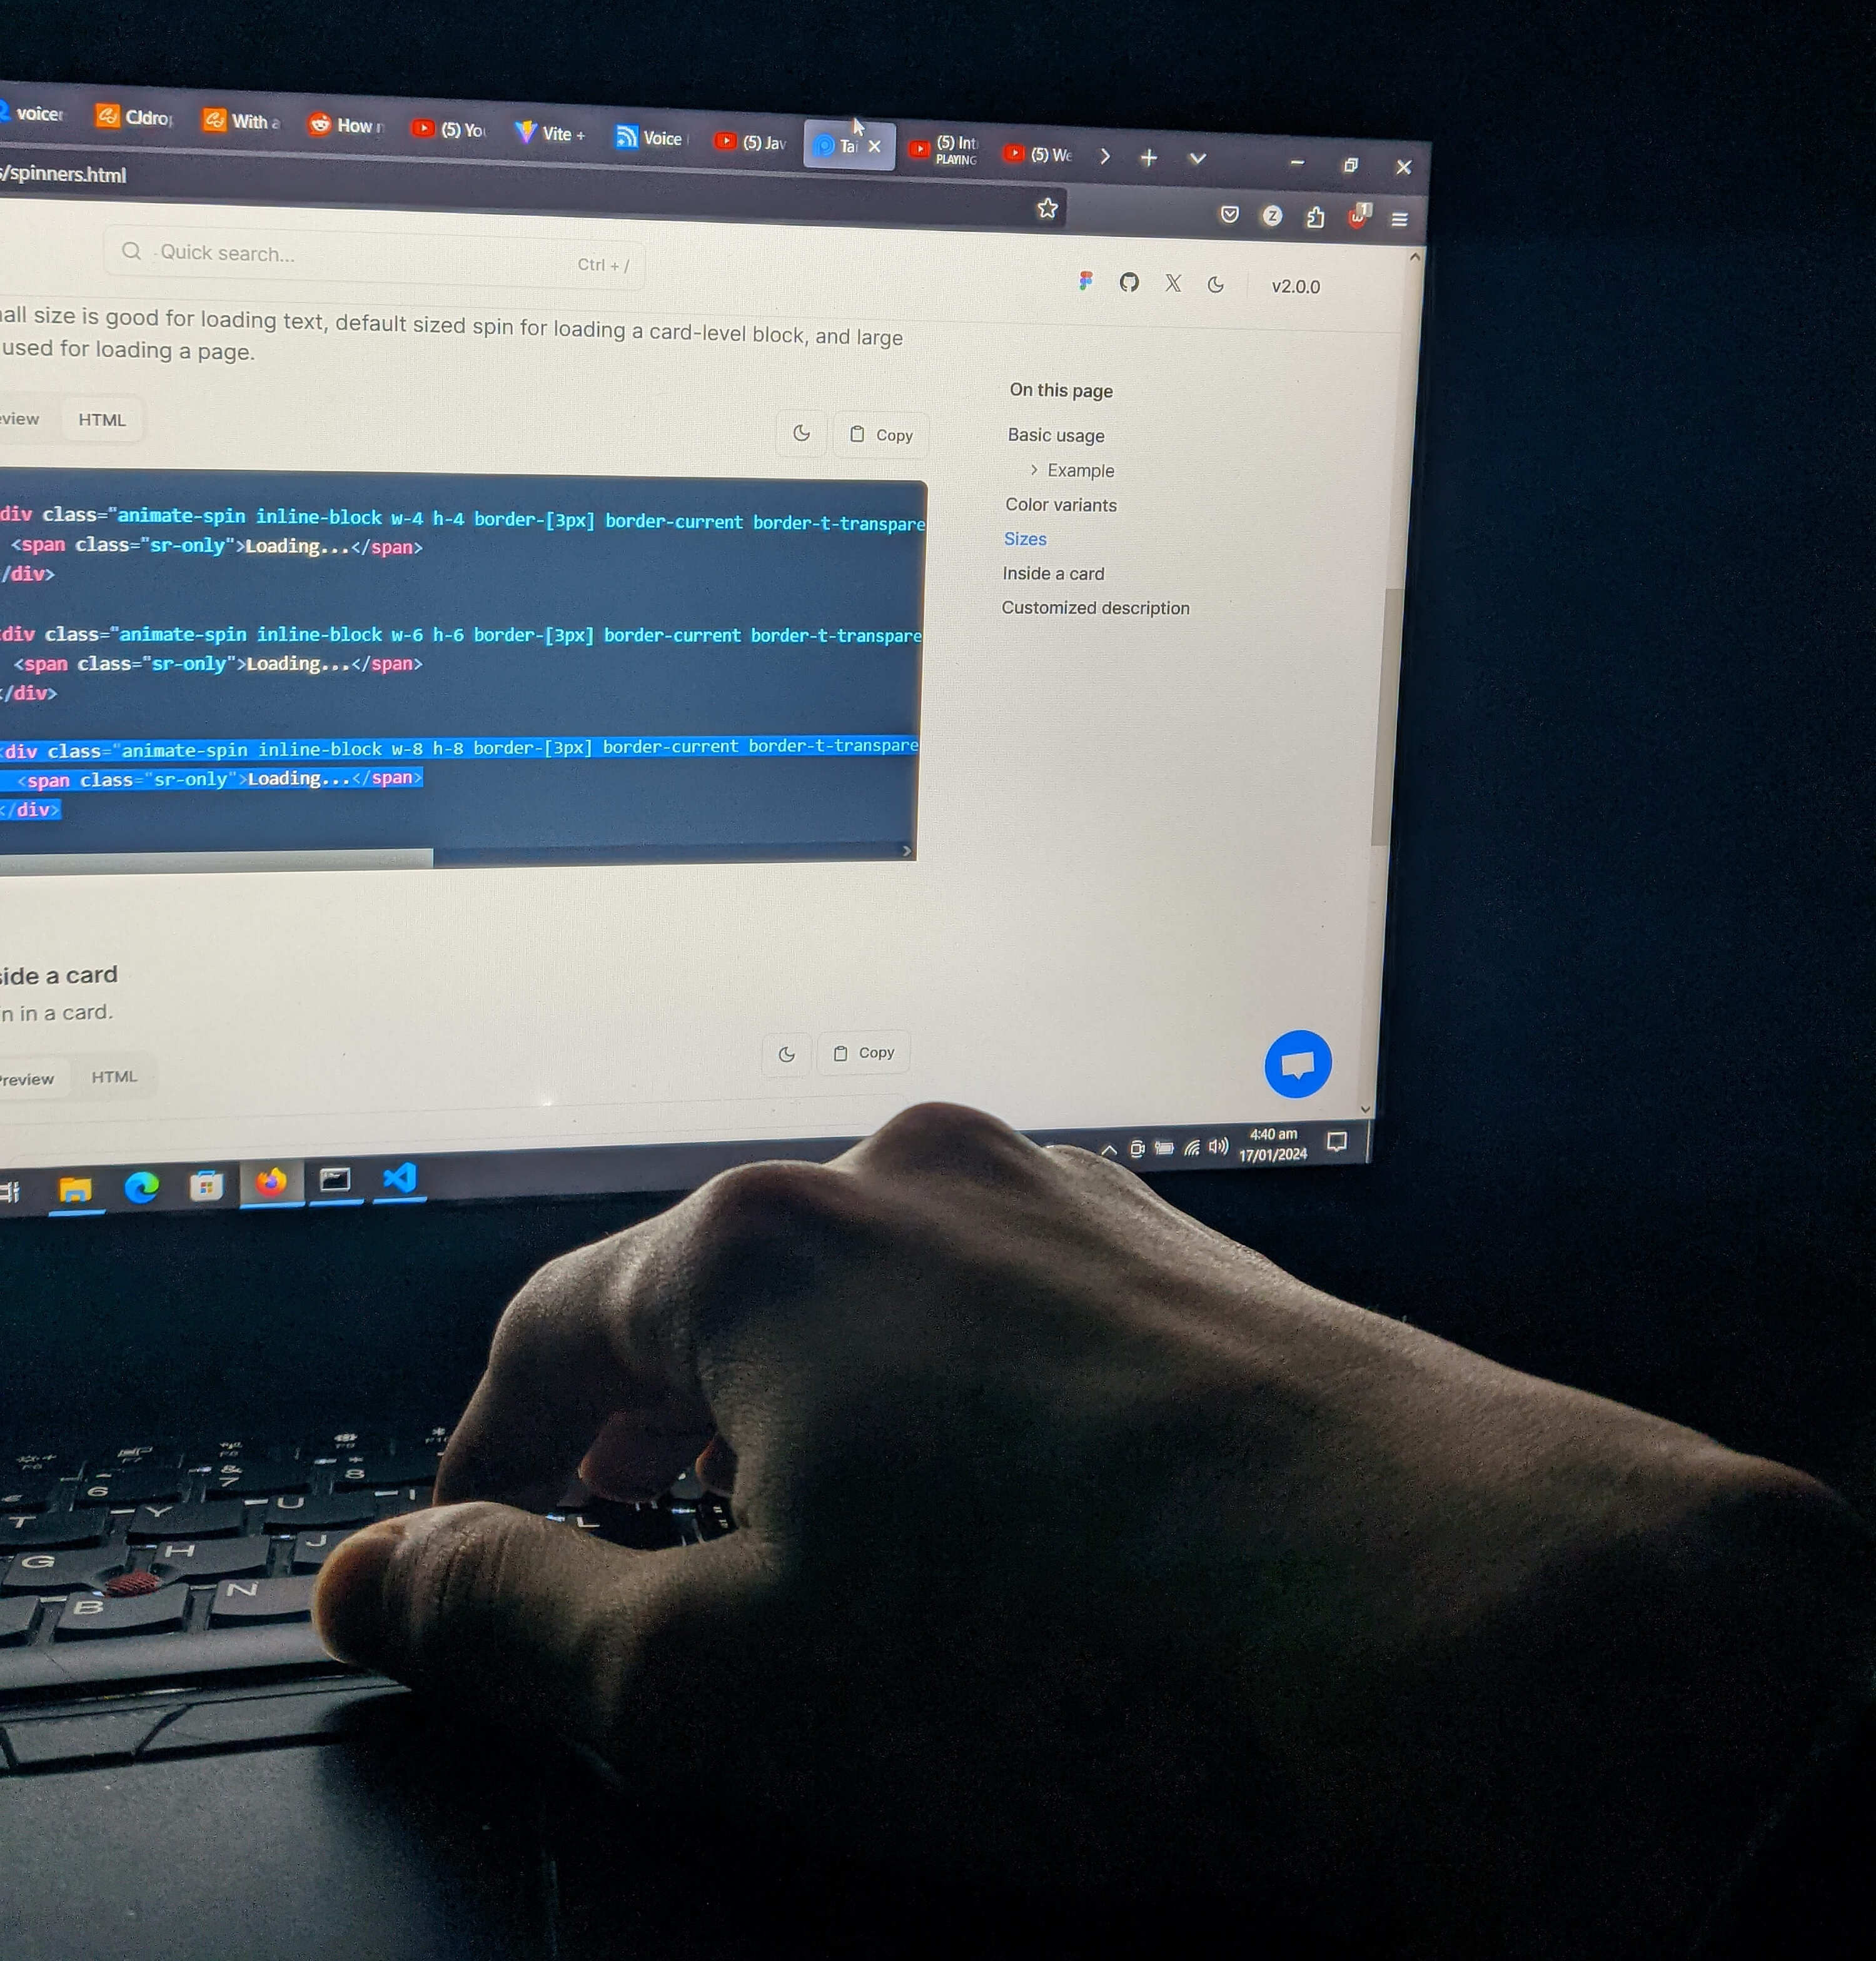 voice
Cldro
With a
How
(5) Yo
Vite +
Voice
(5) Jav
Tai
(5) Int
PLAYING
(5) We
s/spinners.html
Z
1
Quick search...
Ctrl + /
v2.0.0
all size is good for loading text, default sized spin for loading a card-level block, and large
used for loading a page.
On this page
view
HTML
Copy
Basic usage
Example
Color variants
Sizes
Inside a card
Customized description
div class="animate-spin inline-block w-4 h-4 border-[3px] border-current border-t-transpare
<span class="sr-only">Loading...</span>
/div>
div class="animate-spin inline-block w-6 h-6 border-[3px] border-current border-t-transpare
<span class="sr-only">Loading...</span>
</div>
div class="animate-spin inline-block w-8 h-8 border-[3px] border-current border-t-transpare
<span class="sr-only">Loading...</span>
</div>
side a card
n in a card.
Preview
HTML
Copy
4:40 am
17/01/2024
6
& 7
* 8
T
Y
U
I
G
H
J
L
B
N